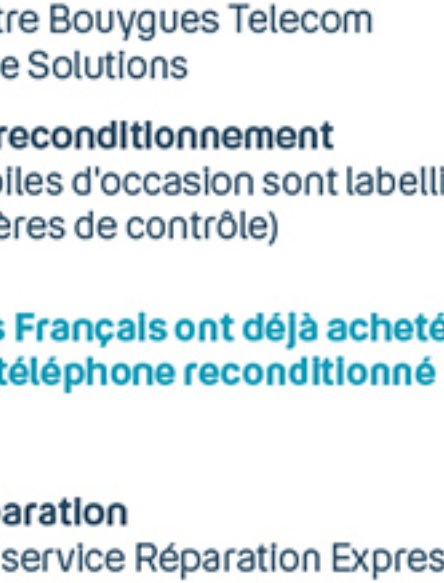 tre Bouygues Telecom
e Solutions
reconditionnement
iles d'occasion sont labelli
ères de contrôle)
s Français ont déjà acheté
téléphone reconditionné
aration
service Réparation Expres